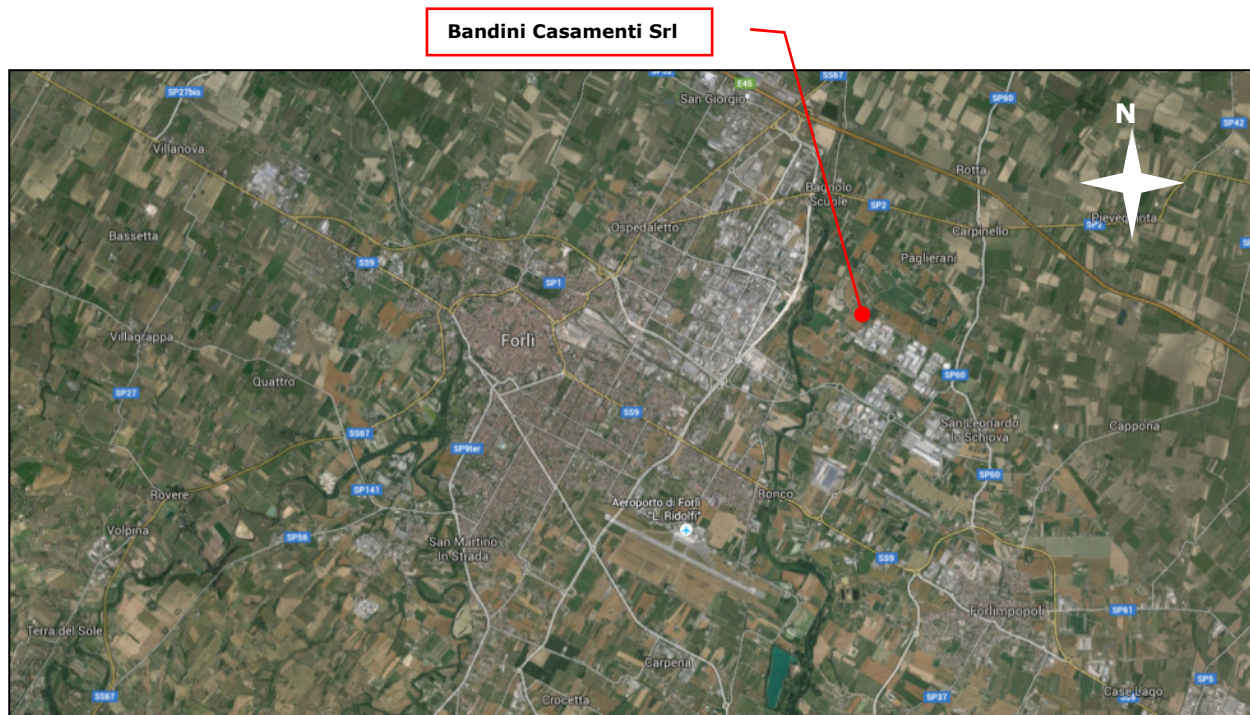 Bandini Casamenti Srl
SS67
E45
San Giorgio
SP27bis
SP60
N
SP42
Villanova
Rotta
Bagnolo
Scuole
SP2
Pievequinta
SP2
Bassetta
Ospedaletto
Carpinello
SS9
Paglierani
SP1
Villagrappa
Forlì
Quattro
SP60
SP27
SS9
San Leonardo
In Schiova
Cappona
SS67
SP9ter
SP60
Rovere
SP141
Ronco
Aeroporto di Forlì
"L. Ridolfi"
Volpina
SP56
San Martino
In Strada
SS9
Forlimpopoli
SP61
Terra del Sole
Carpena
SP5
SS67
Crocetta
SP37
Case Lago